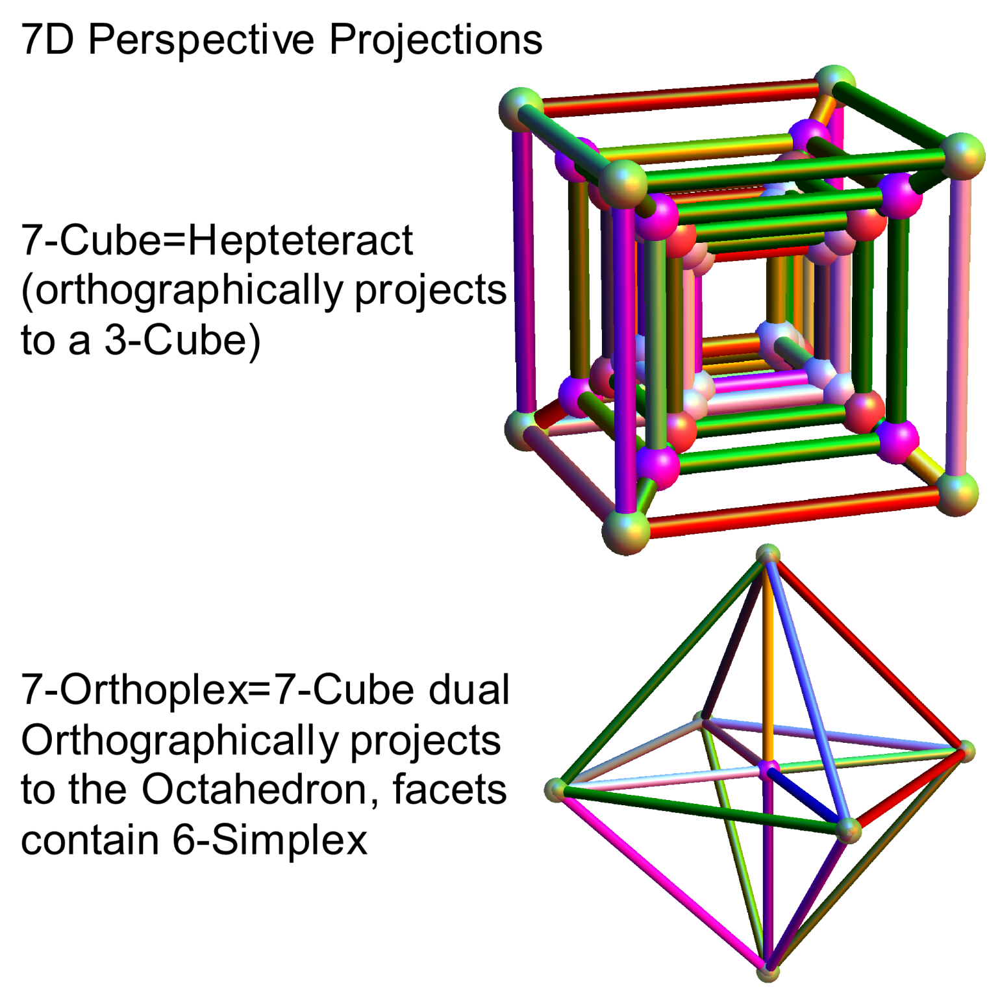 7D Perspective Projections
7-Cube=Hepteteract
(orthographically projects
to a 3-Cube)
7-Orthoplex=7-Cube dual
Orthographically projects
to the Octahedron, facets
contain 6-Simplex